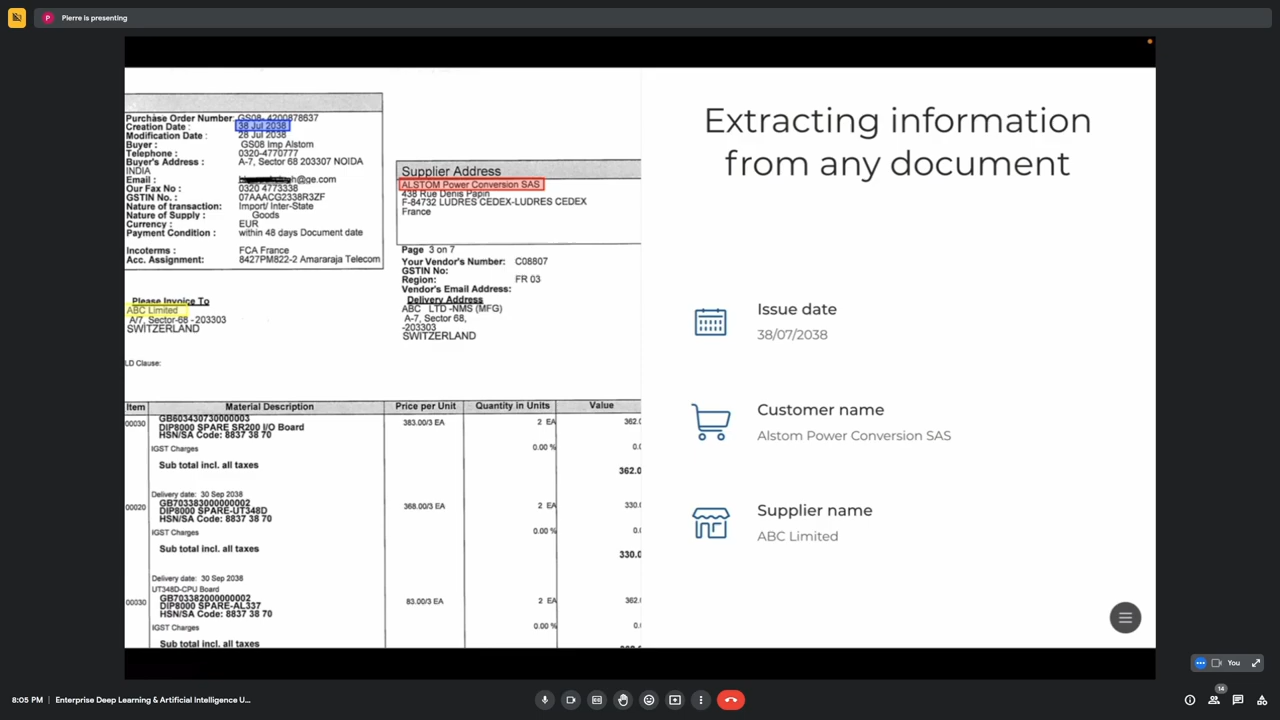 P
Pierre is presenting
Purchase Order Number: GS08- 4200878637
Creation Date : 38 Jul 2038
Modification Date : 28 Jul 2038
Buyer : GS08 Imp Alstom
Telephone : 0320-4770777
Buyer's Address : A-7, Sector 68 203307 NOIDA
INDIA
Email : @ge.com
Our Fax No : 0320 4773338
GSTIN No. : 07AAACG2338R3ZF
Nature of transaction: Import/ Inter-State
Nature of Supply : Goods
Currency : EUR
Payment Condition : within 48 days Document date
Incoterms : FCA France
Acc. Assignment: 8427PM822-2 Amararaja Telecom
Supplier Address
ALSTOM Power Conversion SAS
438 Rue Denis Papin
F-84732 LUDRES CEDEX-LUDRES CEDEX
France
Page 3 on 7
Your Vendor's Number: C08807
GSTIN No:
Region: FR 03
Vendor's Email Address:
Please Invoice To
ABC Limited
A/7, Sector-68 - 203303
SWITZERLAND
Delivery Address
ABC LTD -NMS (MFG)
A-7, Sector 68,
-203303
SWITZERLAND
LD Clause:
Item Material Description Price per Unit Quantity in Units Value
00030 GB603430730000003 383.00/3 EA 2 EA 362.
DIP8000 SPARE SR200 I/O Board
HSN/SA Code: 8837 38 70
IGST Charges 0.00 % 0.
Sub total incl. all taxes 362.0
Delivery date: 30 Sep 2038
00020 GB703383000000002 368.00/3 EA 2 EA 330.
DIP8000 SPARE-UT348D
HSN/SA Code: 8837 38 70
IGST Charges 0.00 % 0.
Sub total incl. all taxes 330.0
Delivery date: 30 Sep 2038
UT348D-CPU Board
00030 GB703382000000002 83.00/3 EA 2 EA 362.
DIP8000 SPARE-AL337
HSN/SA Code: 8837 38 70
IGST Charges 0.00 % 0.
Sub total incl. all taxes
Extracting information
from any document
Issue date
38/07/2038
Customer name
Alstom Power Conversion SAS
Supplier name
ABC Limited
You
8:05 PM Enterprise Deep Learning & Artificial Intelligence U...
14